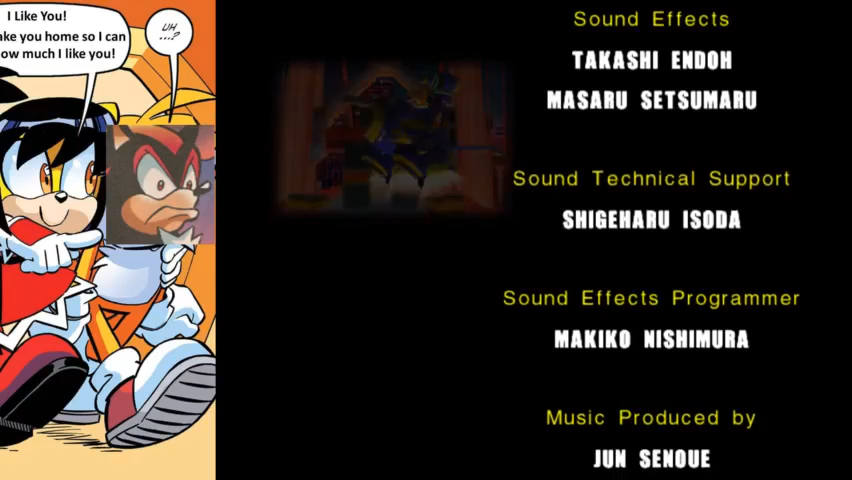 I Like You!
ake you home so I can
ow much I like you!
UH
...?
Sound Effects
TAKASHI ENDOH
MASARU SETSUMARU
Sound Technical Support
SHIGEHARU ISODA
Sound Effects Programmer
MAKIKO NISHIMURA
Music Produced by
JUN SENOUE